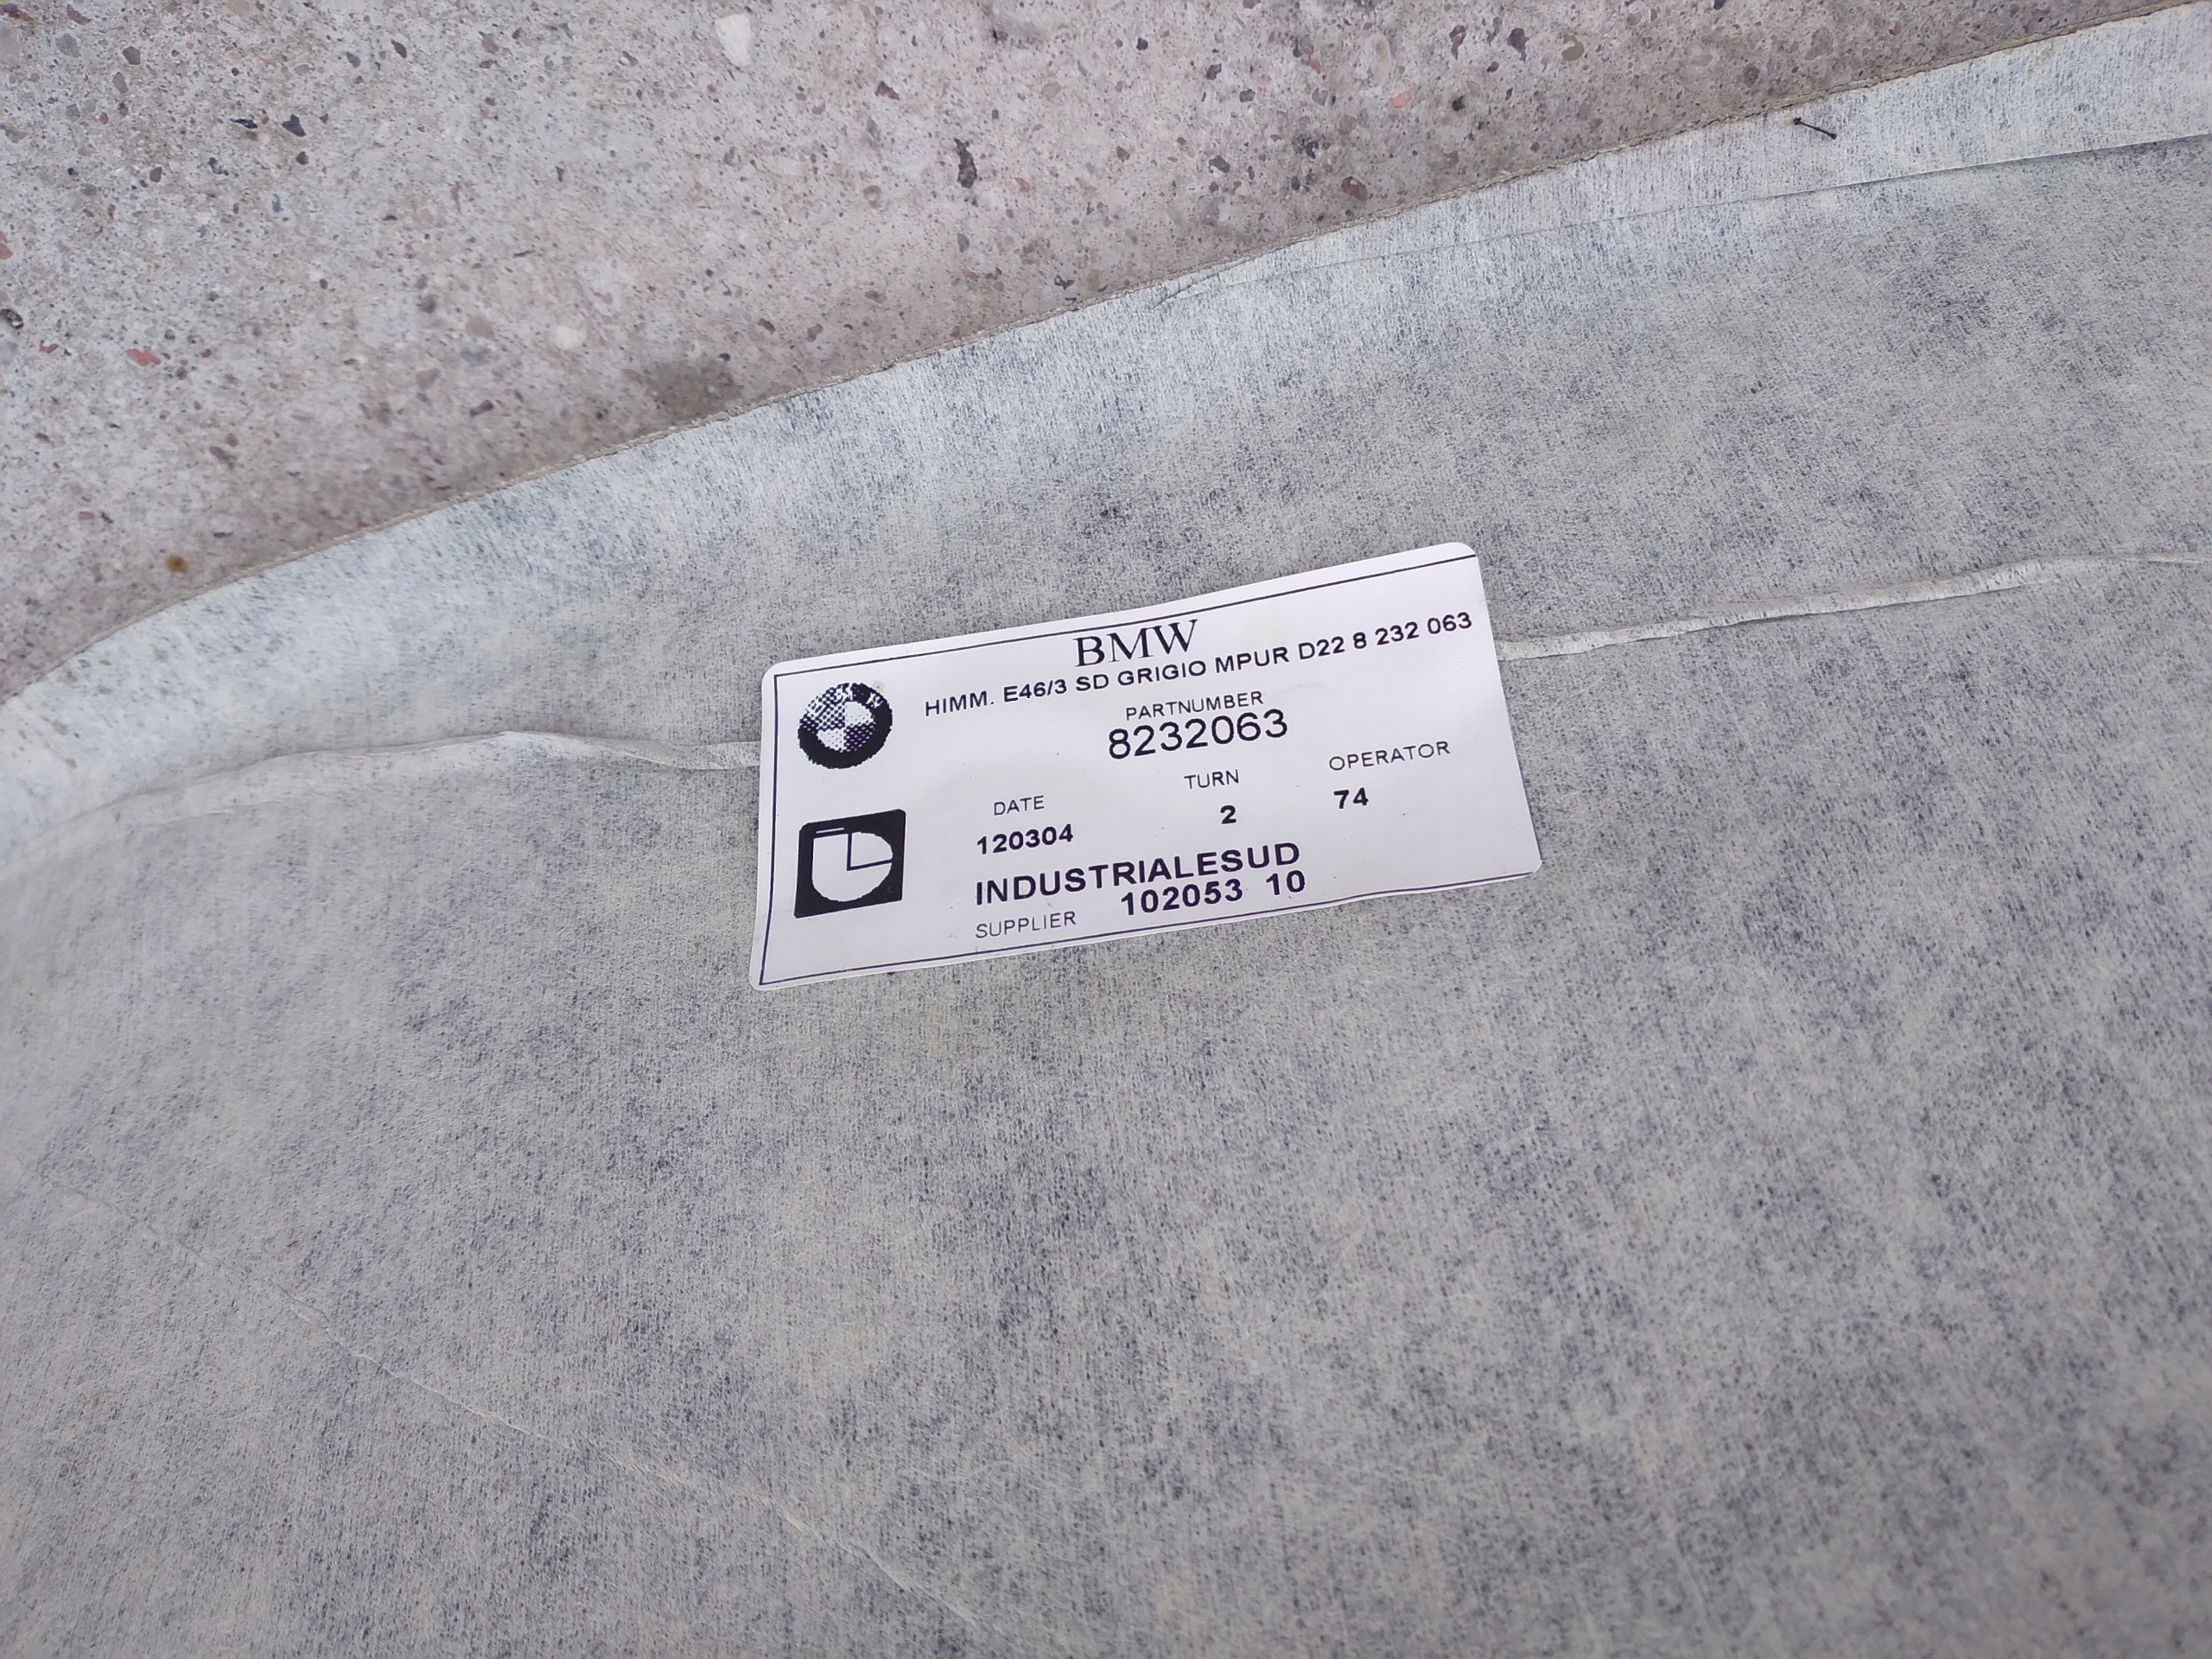 BMW
HIMM. E46/3 SD GRIGIO MPUR D22 8 232 063
PARTNUMBER
8232063
DATE TURN OPERATOR
120304 2 74
INDUSTRIALESUD
SUPPLIER 102053 10